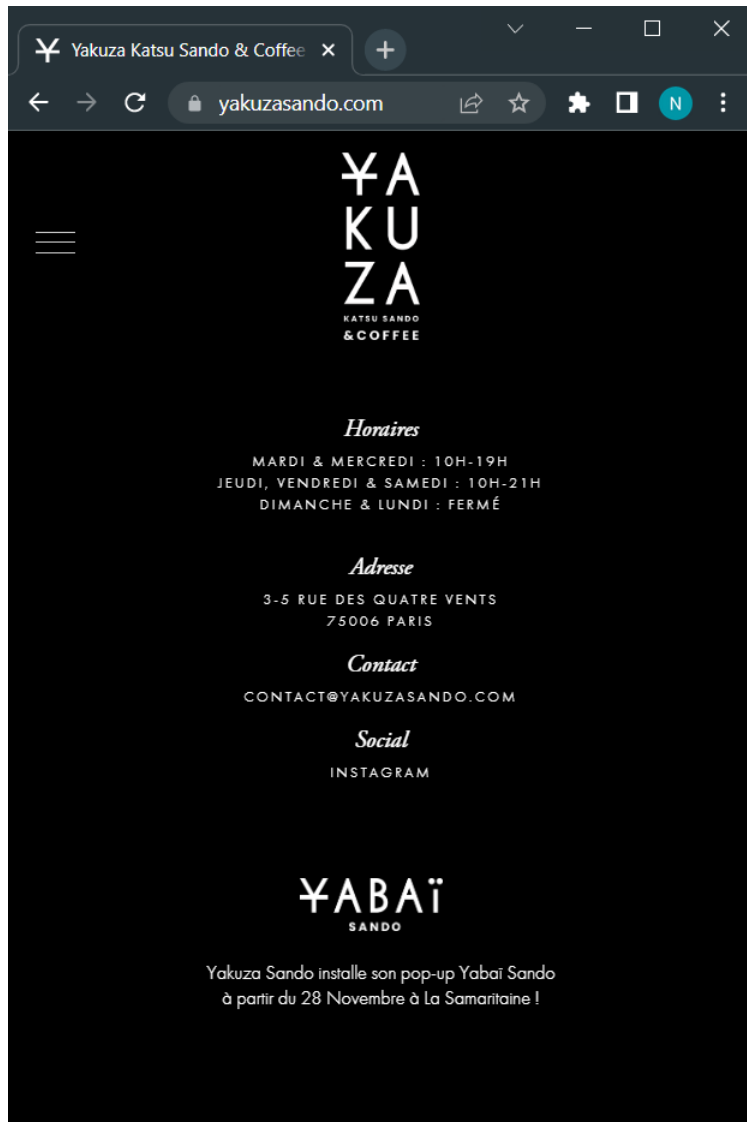 Yakuza Katsu Sando & Coffee
yakuzasando.com
N
YA
KU
ZA
KATSU SANDO
&COFFEE
Horaires
MARDI & MERCREDI : 10H-19H
JEUDI, VENDREDI & SAMEDI : 10H-21H
DIMANCHE & LUNDI : FERMÉ
Adresse
3-5 RUE DES QUATRE VENTS
75006 PARIS
Contact
CONTACT@YAKUZASANDO.COM
Social
INSTAGRAM
YABAï
SANDO
Yakuza Sando installe son pop-up Yabaï Sando
à partir du 28 Novembre à La Samaritaine !